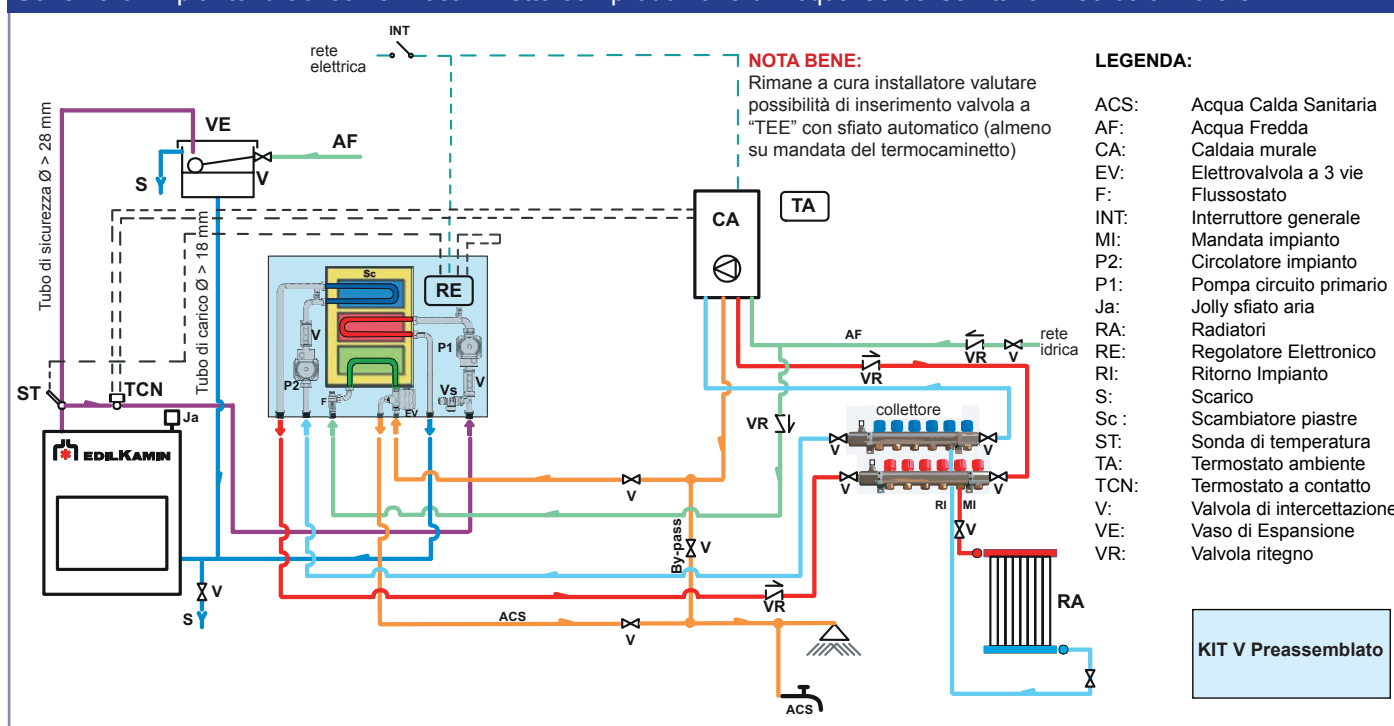 INT
rete
elettrica
NOTA BENE:
Rimane a cura installatore valutare
possibilità di inserimento valvola a
“TEE” con sfiato automatico (almeno
su mandata del termocaminetto)
LEGENDA:
ACS: Acqua Calda Sanitaria
AF: Acqua Fredda
CA: Caldaia murale
EV: Elettrovalvola a 3 vie
F: Flussostato
INT: Interruttore generale
MI: Mandata impianto
P2: Circolatore impianto
P1: Pompa circuito primario
Ja: Jolly sfiato aria
RA: Radiatori
RE: Regolatore Elettronico
RI: Ritorno Impianto
S: Scarico
Sc : Scambiatore piastre
ST: Sonda di temperatura
TA: Termostato ambiente
TCN: Termostato a contatto
V: Valvola di intercettazione
VE: Vaso di Espansione
VR: Valvola ritegno
KIT V Preassemblato
Tubo di sicurezza Ø > 28 mm
VE
AF
S
V
Tubo di carico Ø > 18 mm
CA
TA
Sc
RE
V
P1
P2
V
Vs
F
EV
ST
TCN
Ja
EDILKAMIN
AF
rete
idrica
VR
V
VR
VR
collettore
V
V
V
V
RI
MI
V
V
By-pass
V
V
S
VR
ACS
V
RA
ACS